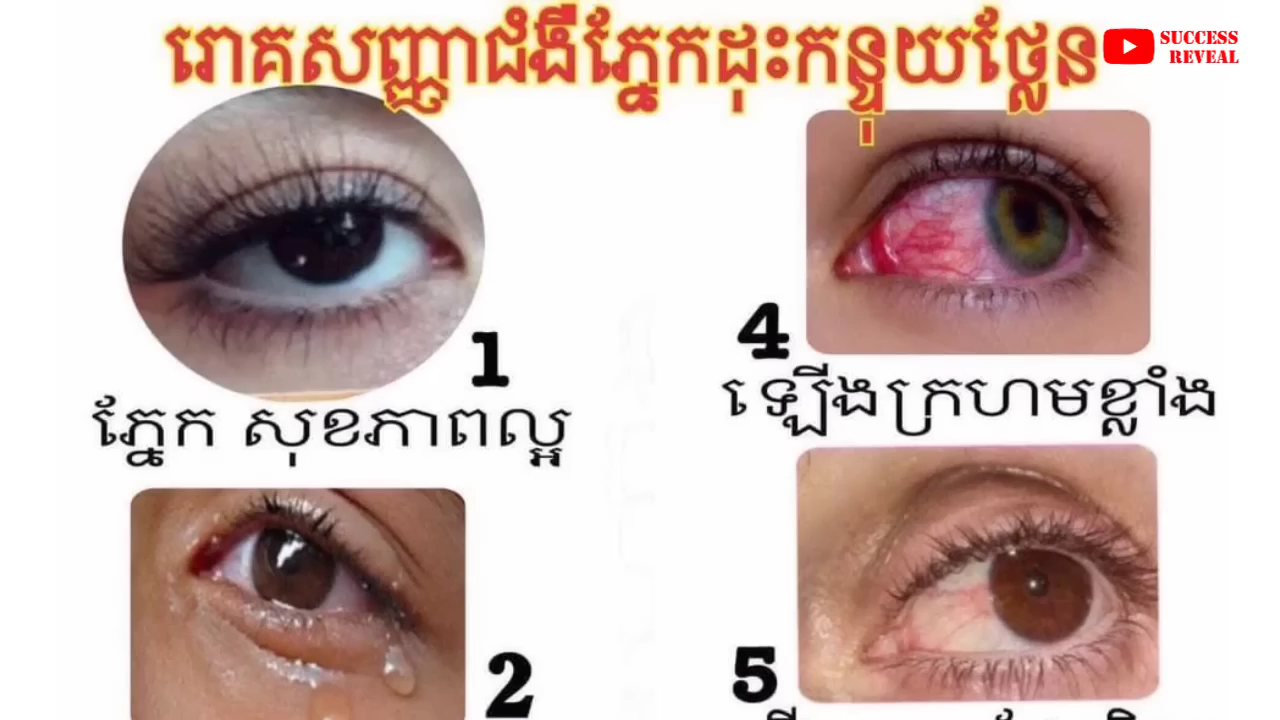 រោគសញ្ញាជំងឺភ្នែកដុះកន្ទុយថ្លែន
SUCCESS
REVEAL
1
ភ្នែក សុខភាពល្អ
2
4
ឡើងក្រហមខ្លាំង
5